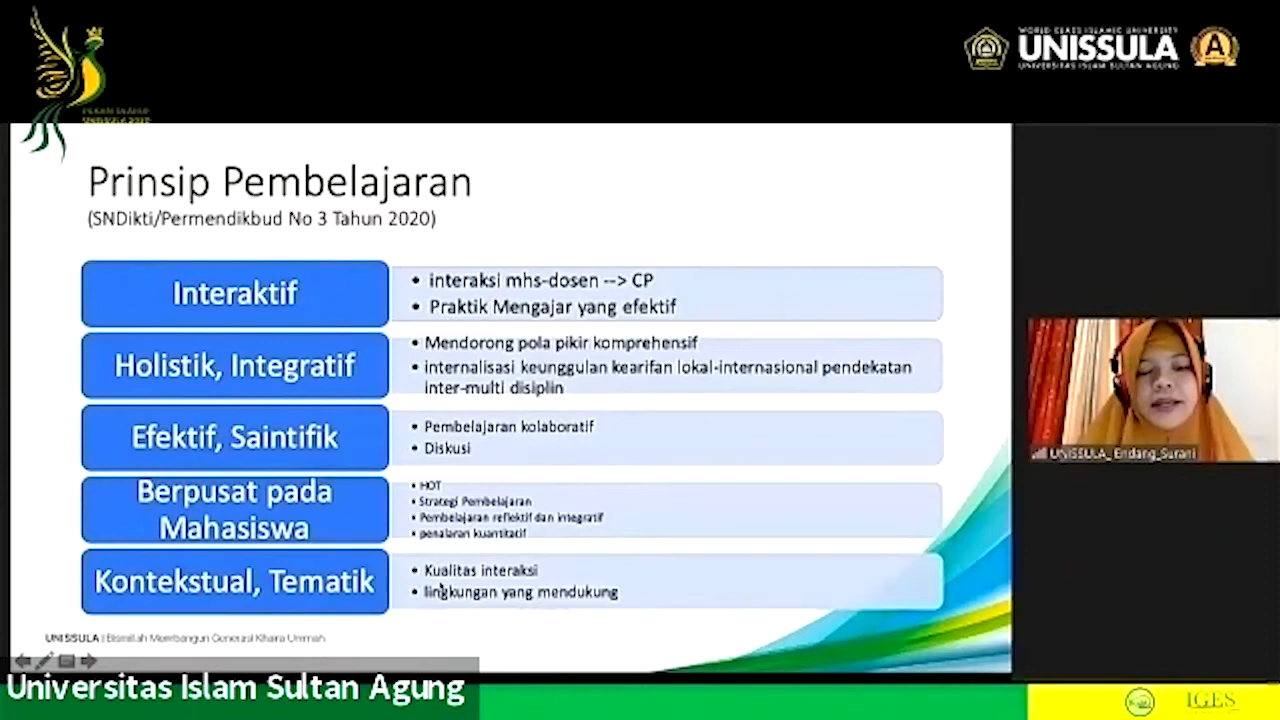 WORLD CLASS ISLAMIC UNIVERSITY
UNISSULA
UNIVERSITAS ISLAM SULTAN AGUNG
A
Prinsip Pembelajaran
(SNDikti/Permendikbud No 3 Tahun 2020)
Interaktif
• interaksi mhs-dosen --> CP
• Praktik Mengajar yang efektif
Holistik, Integratif
• Mendorong pola pikir komprehensif
• internalisasi keunggulan kearifan lokal-internasional pendekatan
inter-multi disiplin
Efektif, Saintifik
• Pembelajaran kolaboratif
• Diskusi
Berpusat pada
Mahasiswa
• HOT
• Strategi Pembelajaran
• Pembelajaran reflektif dan integratif
• penalaran kuantitatif
Kontekstual, Tematik
• Kualitas interaksi
• lingkungan yang mendukung
UNISSULA_ Endang_Surani
UNISSULA | Bismillah Membangun Generasi Khaira Ummah
Universitas Islam Sultan Agung
IGES